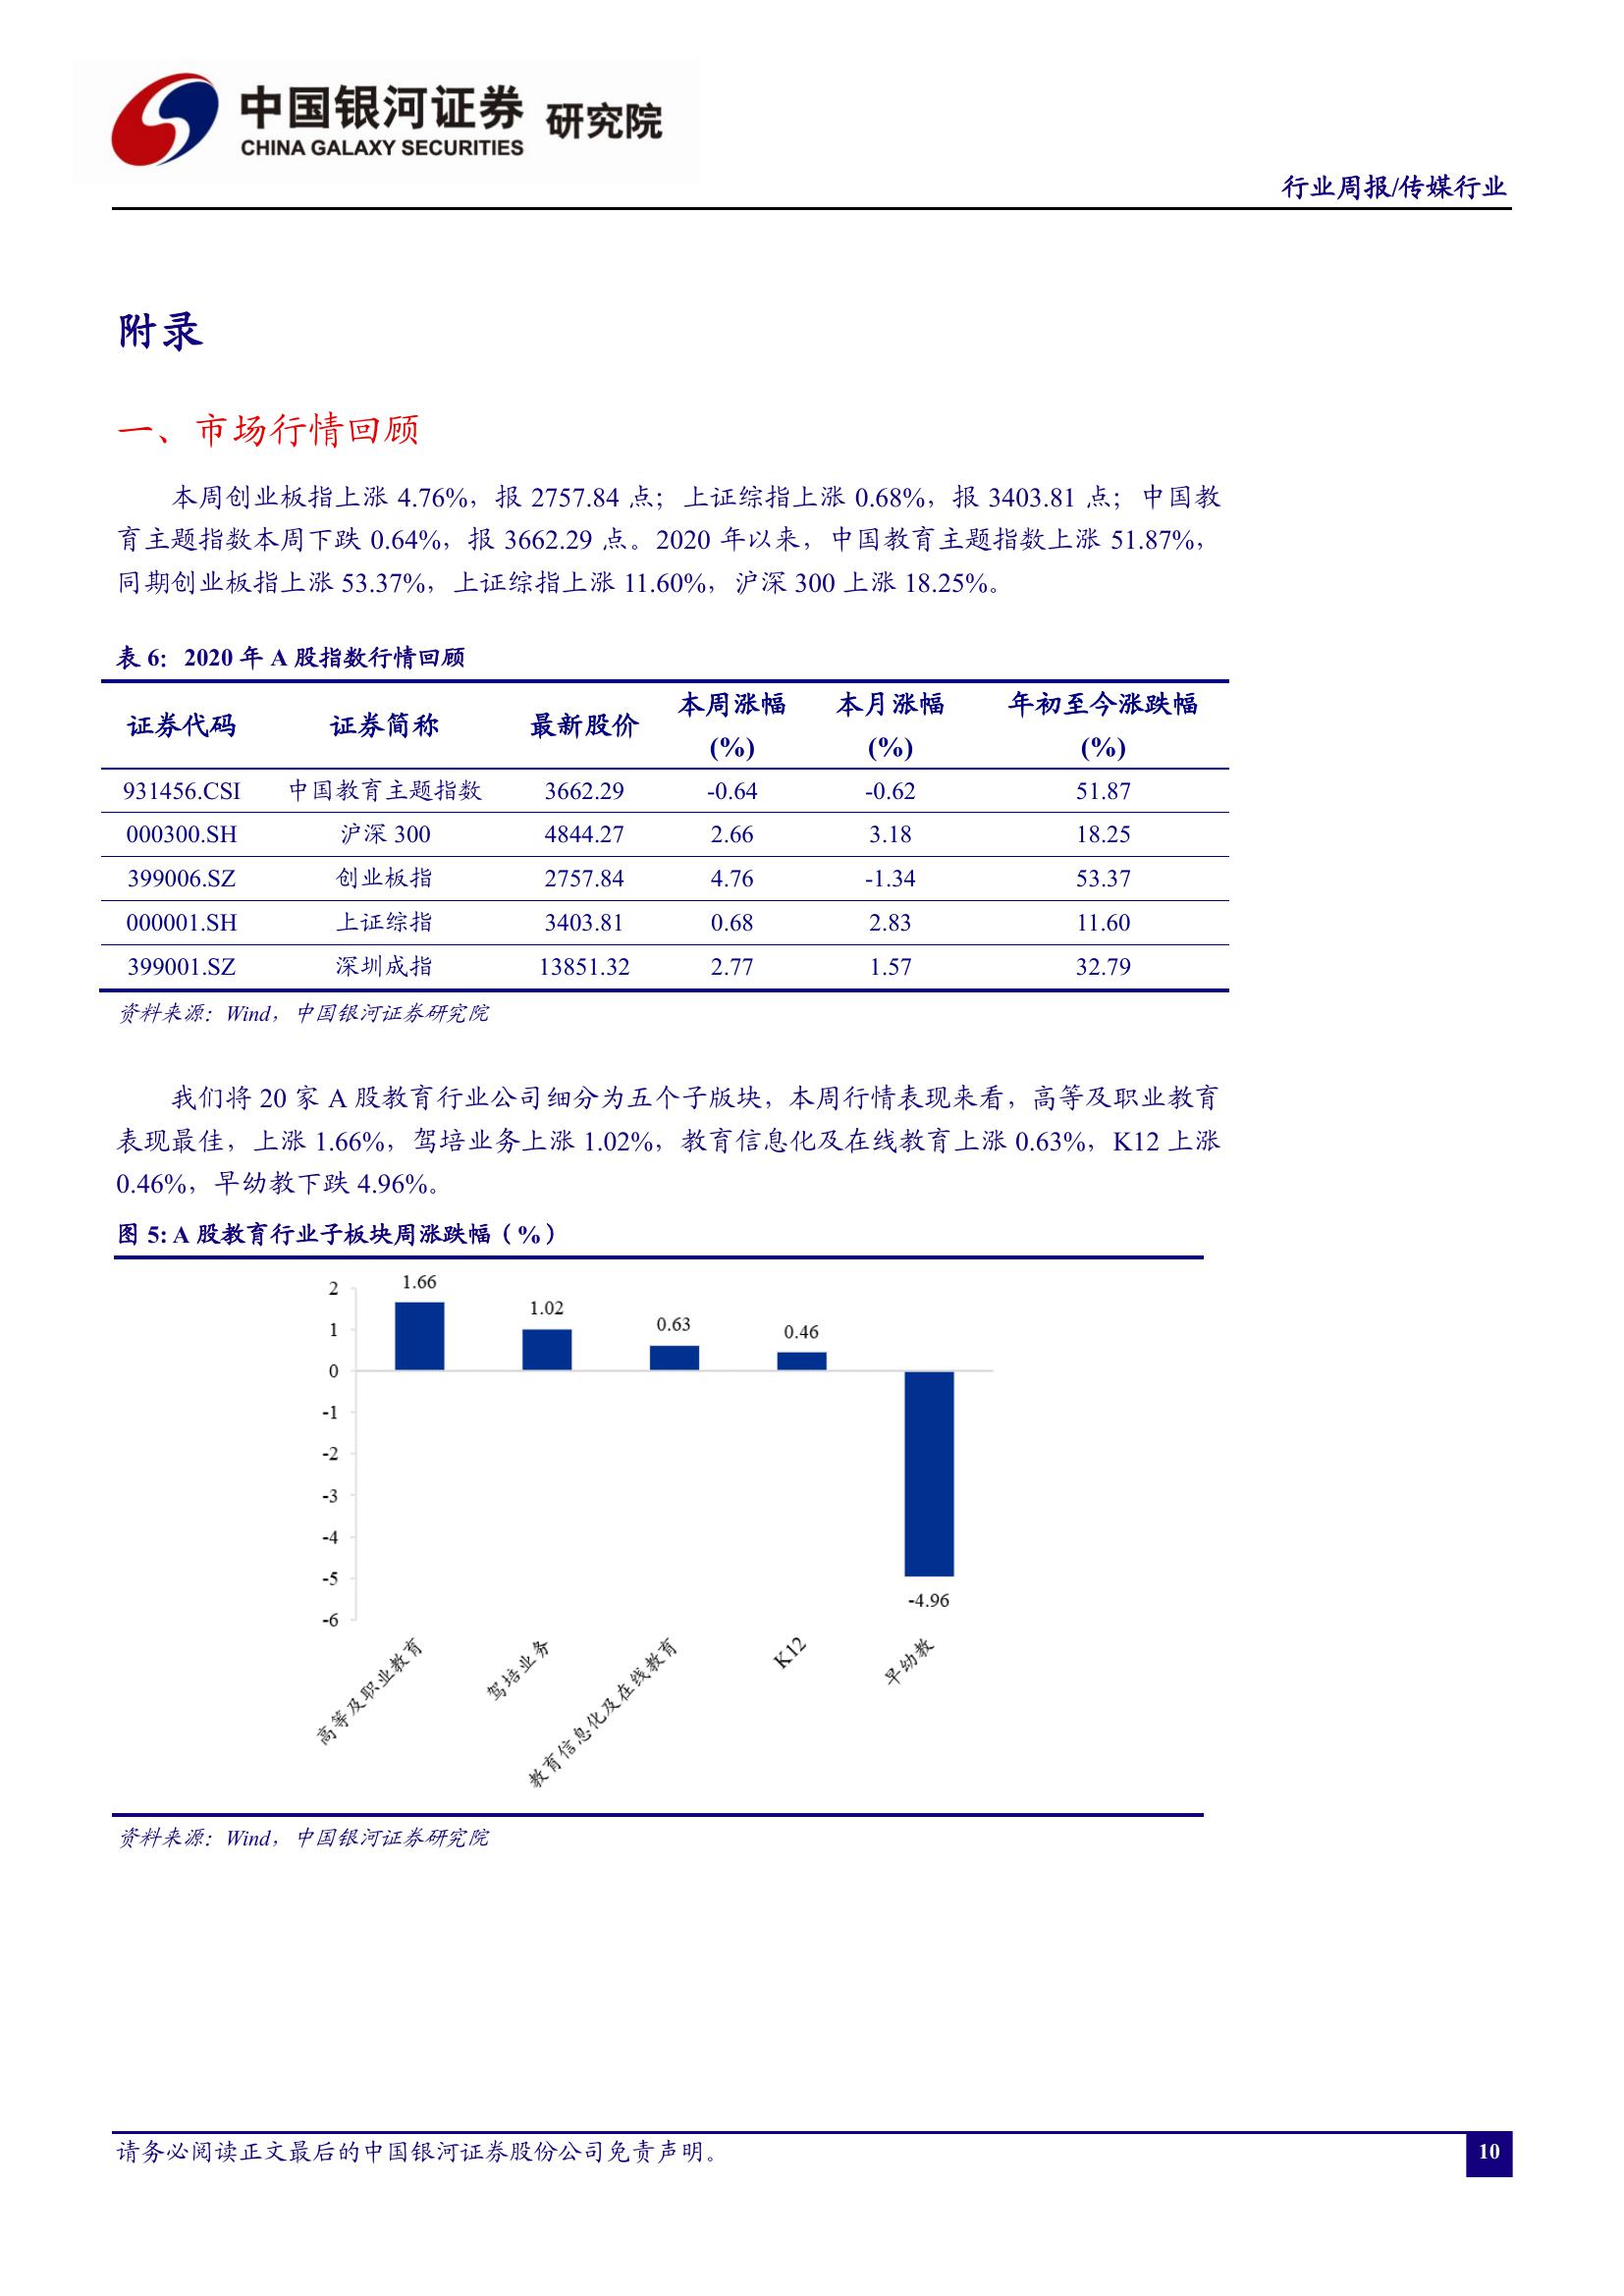 中国银河证券 研究院
CHINA GALAXY SECURITIES
行业周报/传媒行业
附录
一、市场行情回顾
本周创业板指上涨 4.76%，报 2757.84 点；上证综指上涨 0.68%，报 3403.81 点；中国教
育主题指数本周下跌 0.64%，报 3662.29 点。2020 年以来，中国教育主题指数上涨 51.87%，
同期创业板指上涨 53.37%，上证综指上涨 11.60%，沪深 300 上涨 18.25%。
表 6：2020 年 A 股指数行情回顾
证券代码 证券简称 最新股价 本周涨幅 (%) 本月涨幅 (%) 年初至今涨跌幅 (%)
931456.CSI 中国教育主题指数 3662.29 -0.64 -0.62 51.87
000300.SH 沪深 300 4844.27 2.66 3.18 18.25
399006.SZ 创业板指 2757.84 4.76 -1.34 53.37
000001.SH 上证综指 3403.81 0.68 2.83 11.60
399001.SZ 深圳成指 13851.32 2.77 1.57 32.79
资料来源：Wind，中国银河证券研究院
我们将 20 家 A 股教育行业公司细分为五个子版块，本周行情表现来看，高等及职业教育
表现最佳，上涨 1.66%，驾培业务上涨 1.02%，教育信息化及在线教育上涨 0.63%，K12 上涨
0.46%，早幼教下跌 4.96%。
图 5: A 股教育行业子板块周涨跌幅（%）
2
1
0
-1
-2
-3
-4
-5
-6
1.66
1.02
0.63
0.46
-4.96
高等及职业教育
驾培业务
教育信息化及在线教育
K12
早幼教
资料来源：Wind，中国银河证券研究院
请务必阅读正文最后的中国银河证券股份公司免责声明。
10